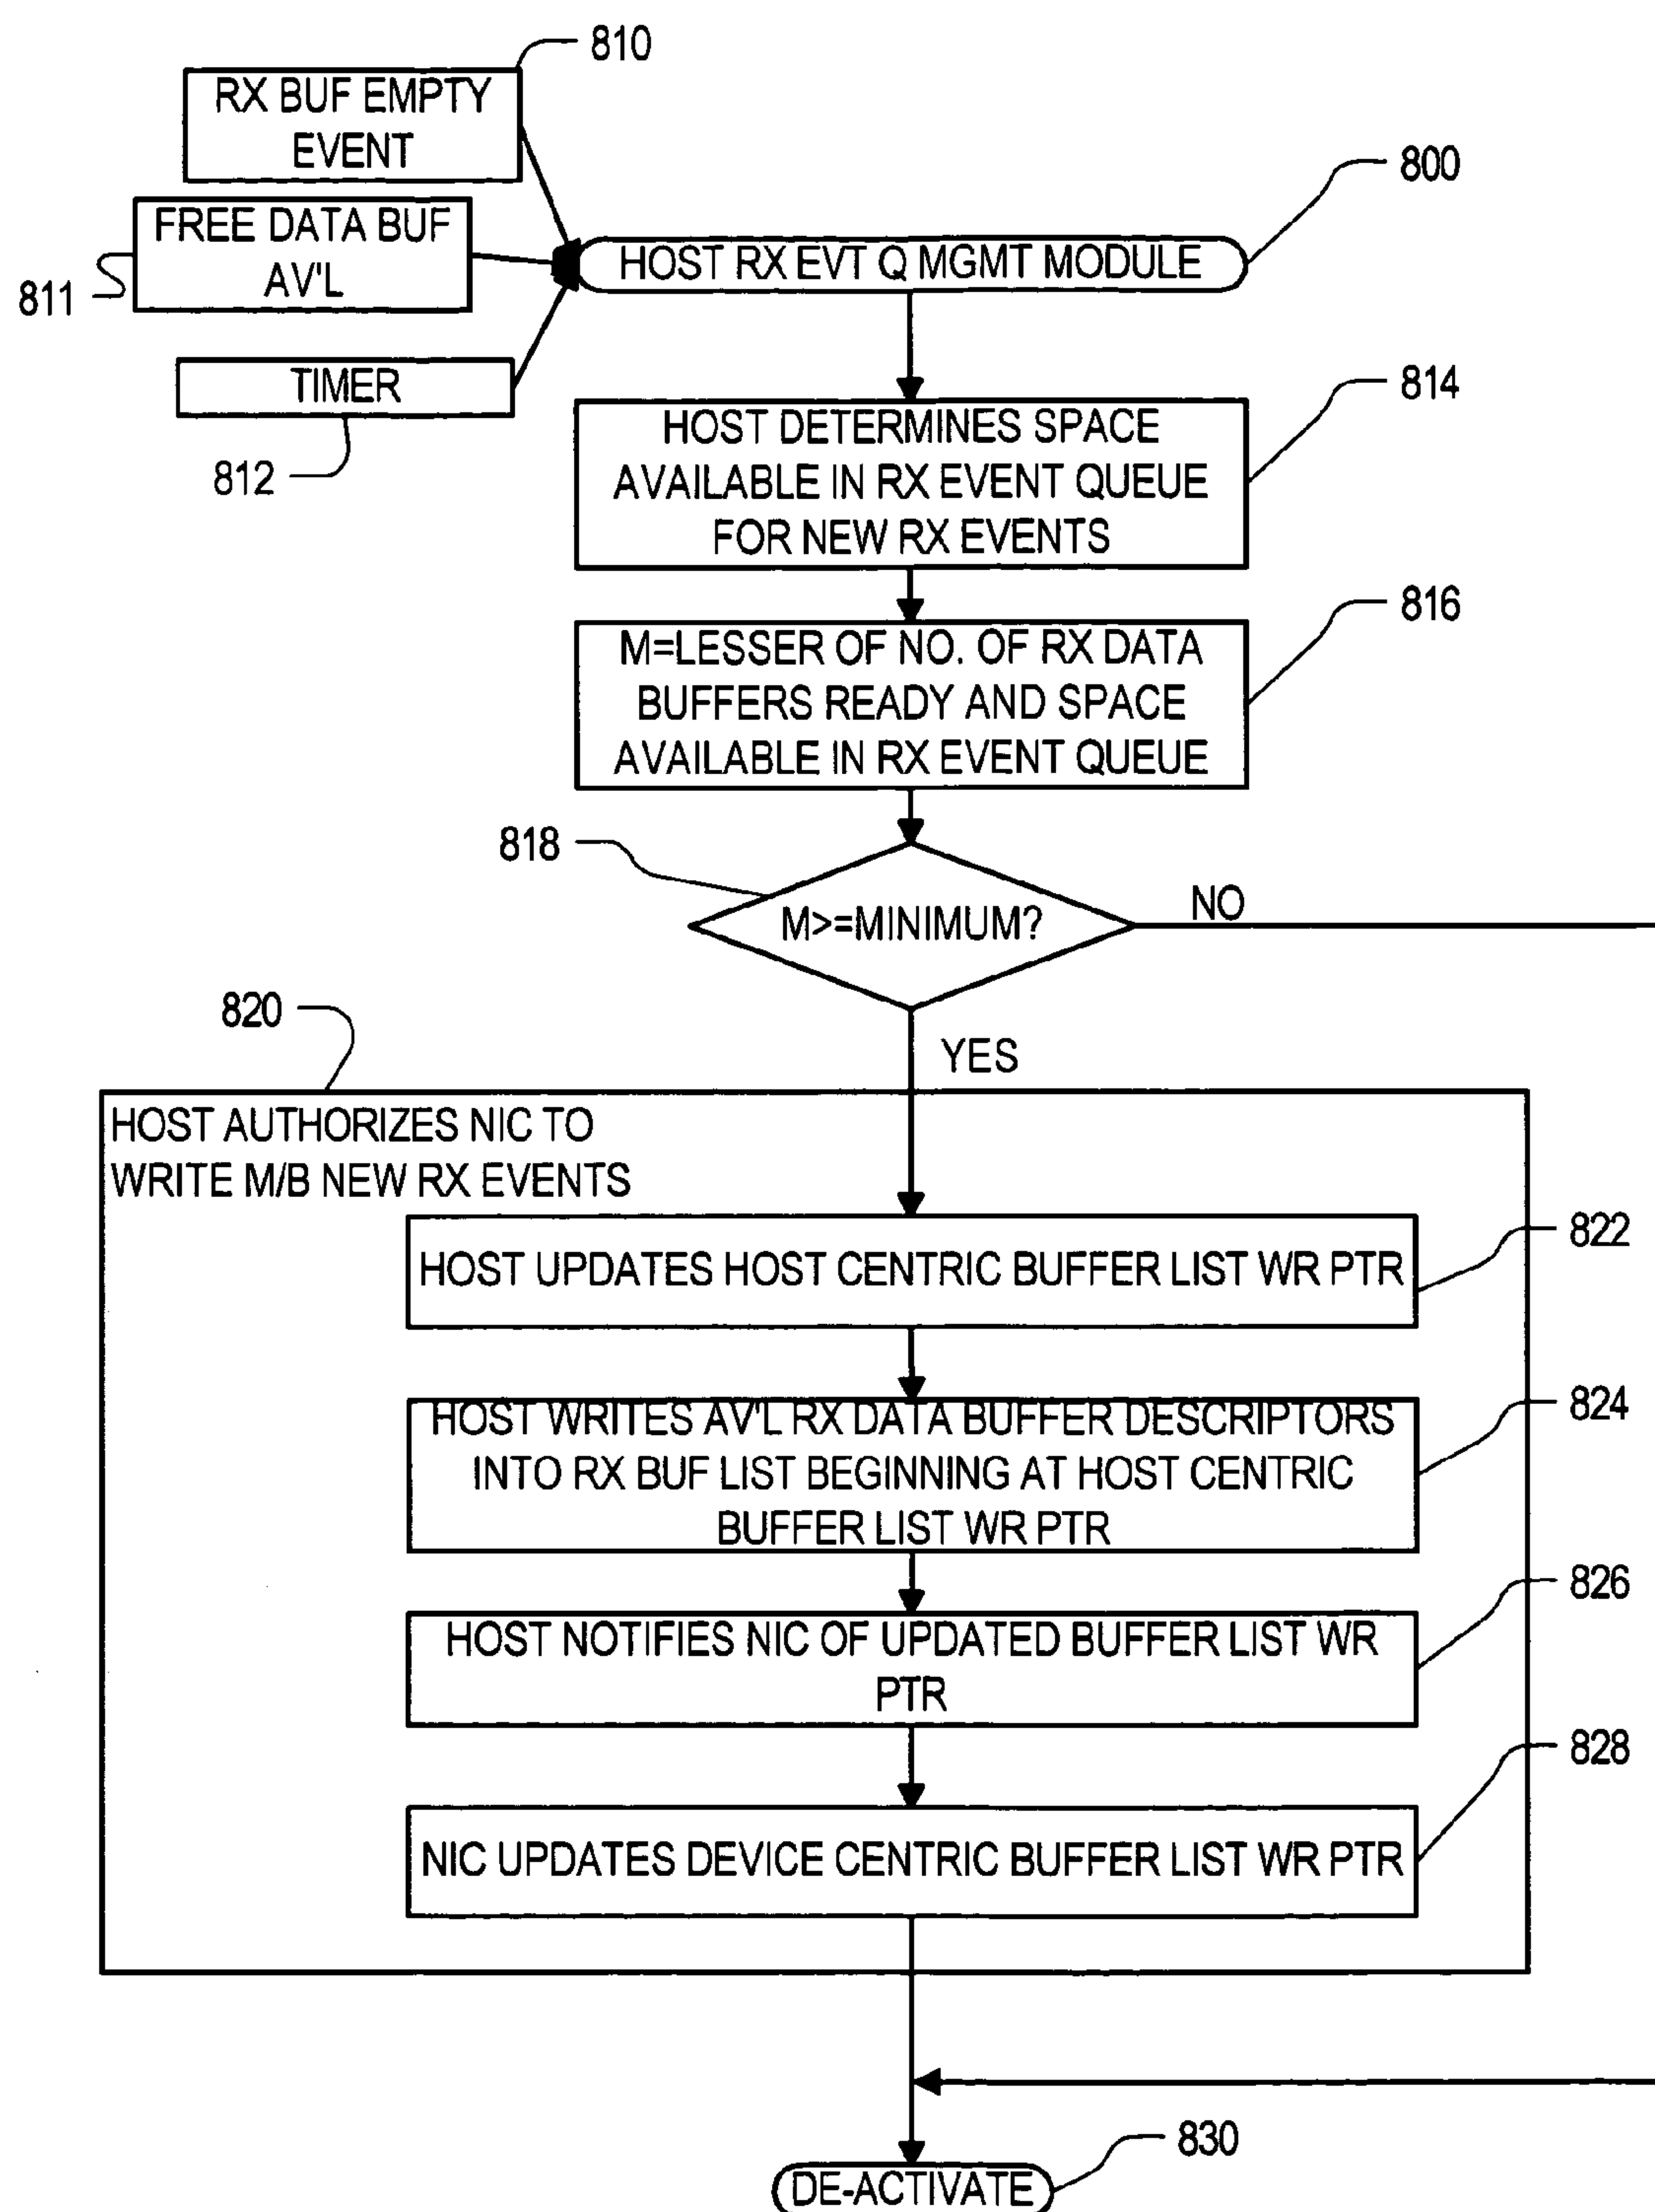 810
RX BUF EMPTY
EVENT
800
FREE DATA BUF
AV'L
811
HOST RX EVT Q MGMT MODULE
TIMER
812
814
HOST DETERMINES SPACE
AVAILABLE IN RX EVENT QUEUE
FOR NEW RX EVENTS
816
M=LESSER OF NO. OF RX DATA
BUFFERS READY AND SPACE
AVAILABLE IN RX EVENT QUEUE
818
M>=MINIMUM?
NO
YES
820
HOST AUTHORIZES NIC TO
WRITE M/B NEW RX EVENTS
822
HOST UPDATES HOST CENTRIC BUFFER LIST WR PTR
824
HOST WRITES AV'L RX DATA BUFFER DESCRIPTORS
INTO RX BUF LIST BEGINNING AT HOST CENTRIC
BUFFER LIST WR PTR
826
HOST NOTIFIES NIC OF UPDATED BUFFER LIST WR
PTR
828
NIC UPDATES DEVICE CENTRIC BUFFER LIST WR PTR
830
DE-ACTIVATE